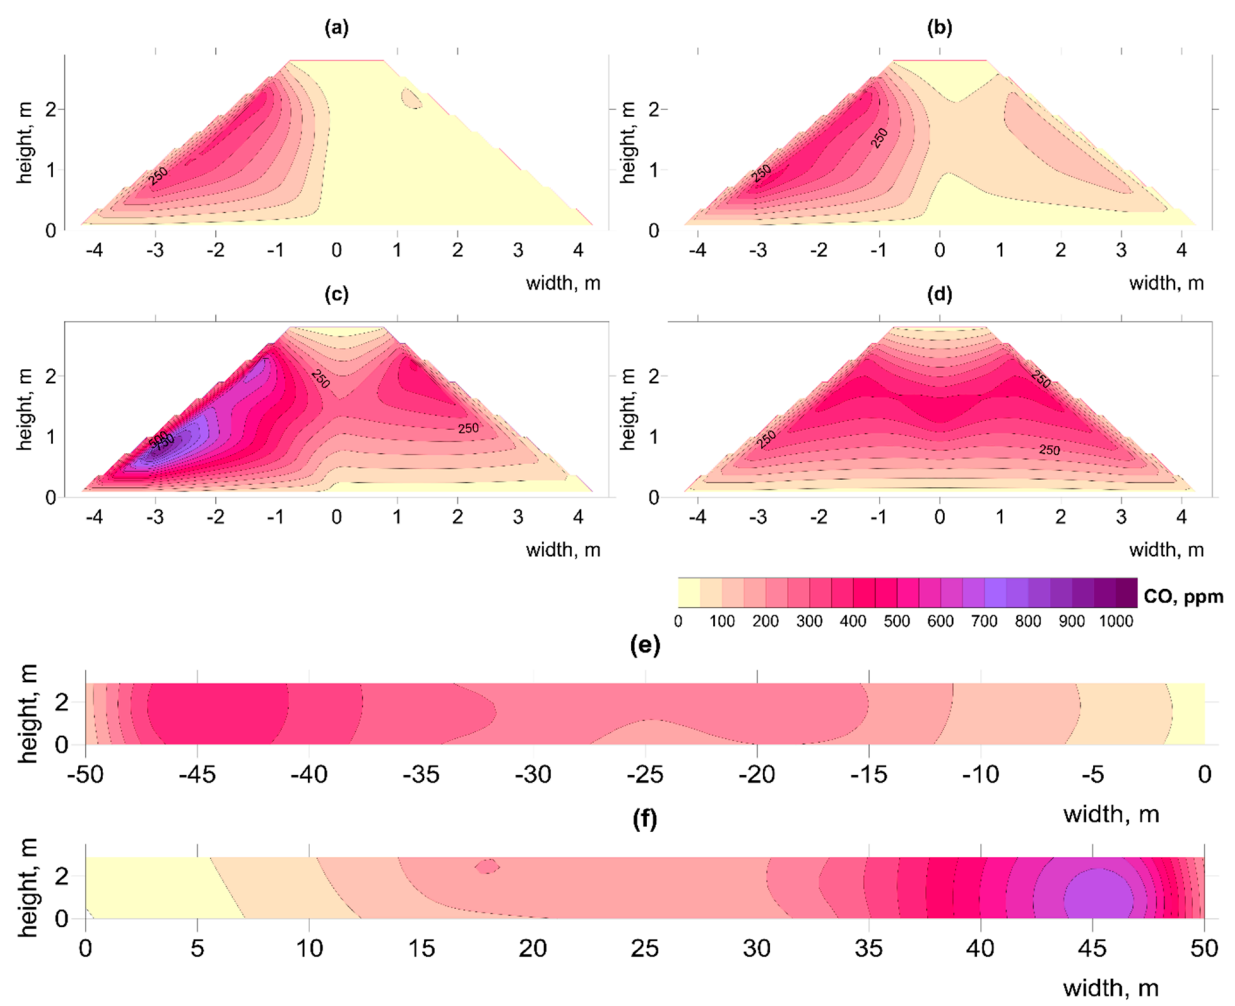 (a)
(b)
height, m
2
1
0
250
-4 -3 -2 -1 0 1 2 3 4
width, m
height, m
2
1
0
250
250
-4 -3 -2 -1 0 1 2 3 4
width, m
(c)
(d)
height, m
2
1
0
250
500
750
250
-4 -3 -2 -1 0 1 2 3 4
width, m
height, m
2
1
0
250
250
250
-4 -3 -2 -1 0 1 2 3 4
width, m
CO, ppm
0 100 200 300 400 500 600 700 800 900 1000
(e)
height, m
2
0
-50 -45 -40 -35 -30 -25 -20 -15 -10 -5 0
width, m
(f)
height, m
2
0
0 5 10 15 20 25 30 35 40 45 50
width, m